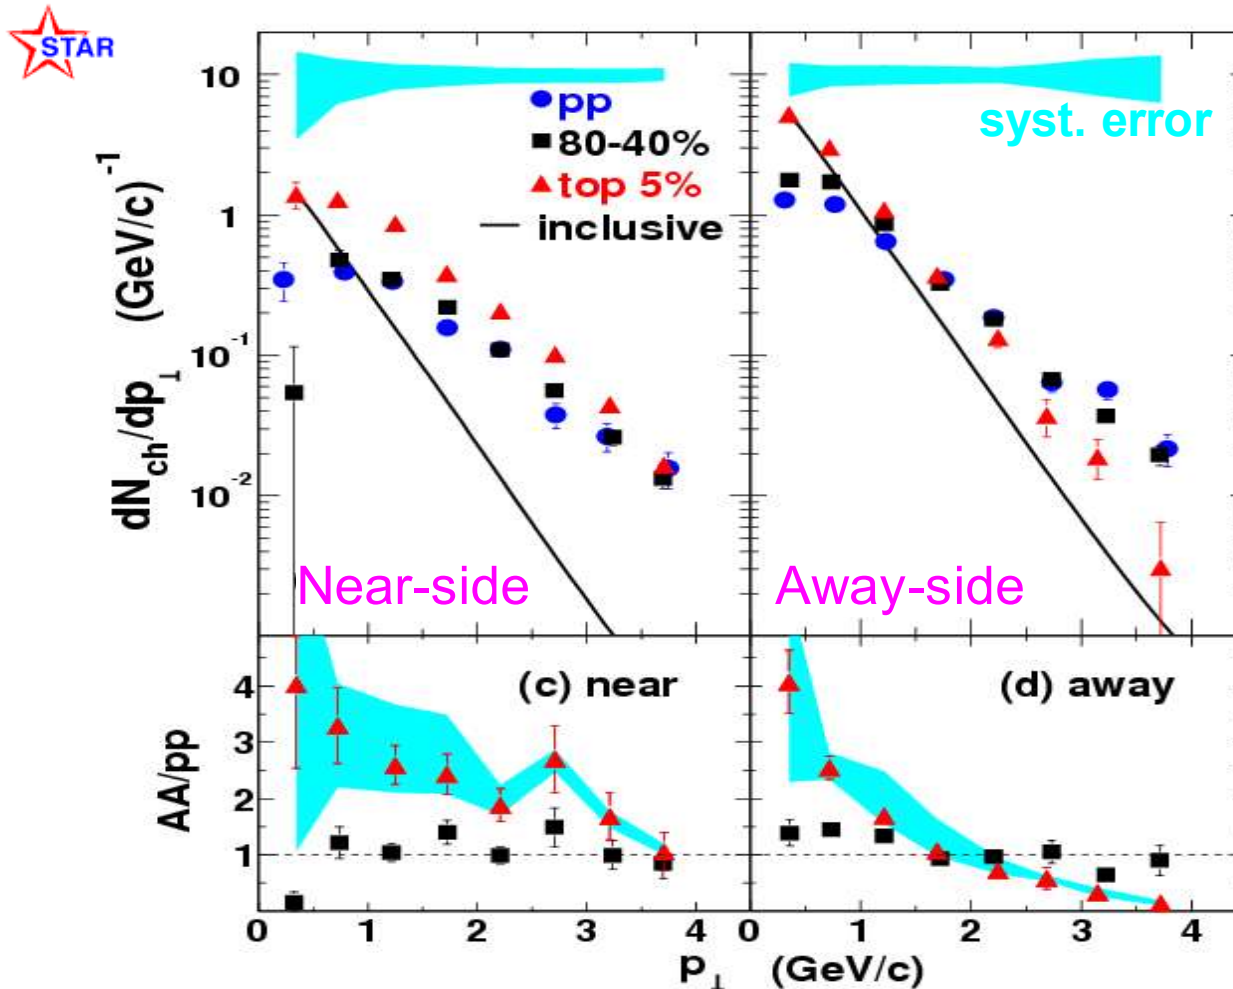 STAR
10
1
10^-1
10^-2
dN_ch/dp_⊥ (GeV/c)^-1
pp
80-40%
top 5%
inclusive
syst. error
Near-side
Away-side
4
3
2
1
AA/pp
(c) near
(d) away
0 1 2 3 0 1 2 3 4
p_⊥ (GeV/c)